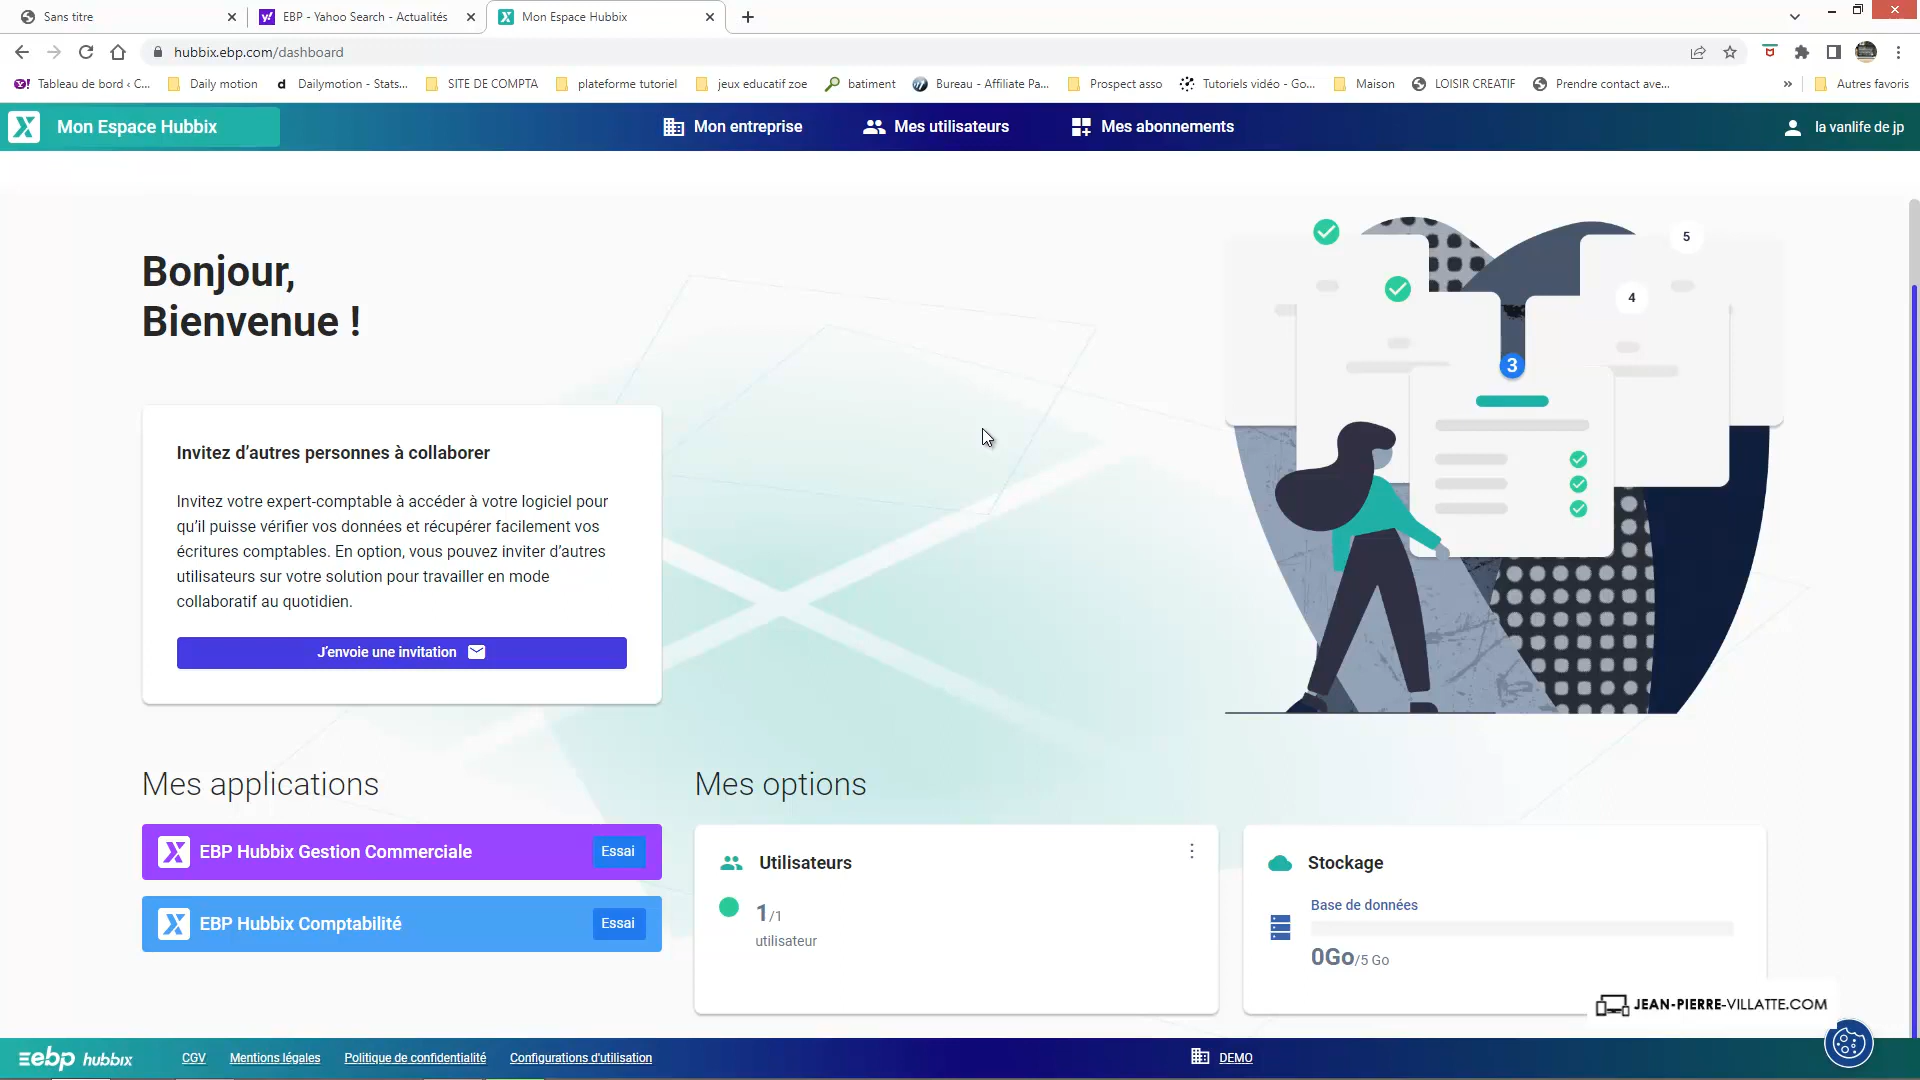 Sans titre
EBP - Yahoo Search - Actualités
Mon Espace Hubbix
hubbix.ebp.com/dashboard
Tableau de bord ‹ C...
Daily motion
Dailymotion - Stats...
SITE DE COMPTA
plateforme tutoriel
jeux educatif zoe
batiment
Bureau - Affiliate Pa...
Prospect asso
Tutoriels vidéo - Go...
Maison
LOISIR CREATIF
Prendre contact ave...
»
Autres favoris
Mon Espace Hubbix
Mon entreprise
Mes utilisateurs
Mes abonnements
la vanlife de jp
Bonjour,
Bienvenue !
5
4
3
Invitez d’autres personnes à collaborer
Invitez votre expert-comptable à accéder à votre logiciel pour
qu’il puisse vérifier vos données et récupérer facilement vos
écritures comptables. En option, vous pouvez inviter d’autres
utilisateurs sur votre solution pour travailler en mode
collaboratif au quotidien.
J’envoie une invitation
Mes applications
EBP Hubbix Gestion Commerciale
Essai
EBP Hubbix Comptabilité
Essai
Mes options
Utilisateurs
1/1
utilisateur
Stockage
Base de données
0Go/5 Go
JEAN-PIERRE-VILLATTE.COM
ebp hubbix
CGV
Mentions légales
Politique de confidentialité
Configurations d'utilisation
DEMO